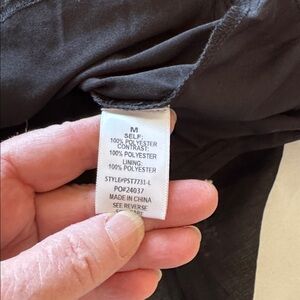 M
SELF:
100% POLYESTER
CONTRAST:
100% POLYESTER
LINING:
100% POLYESTER
STYLE#PST7731-L
PO#24037
MADE IN CHINA
SEE REVERSE